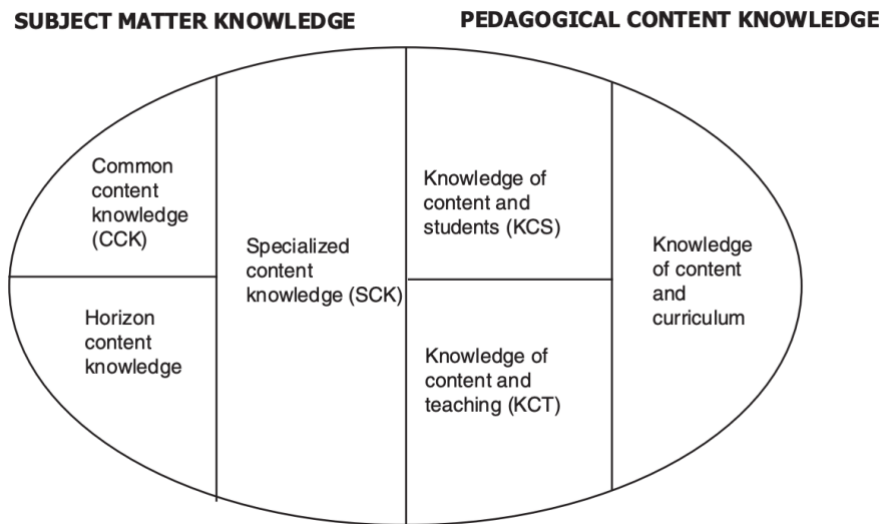 SUBJECT MATTER KNOWLEDGE
PEDAGOGICAL CONTENT KNOWLEDGE
Common
content
knowledge
(CCK)
Horizon
content
knowledge
Specialized
content
knowledge (SCK)
Knowledge of
content and
students (KCS)
Knowledge of
content and
teaching (KCT)
Knowledge
of content
and
curriculum